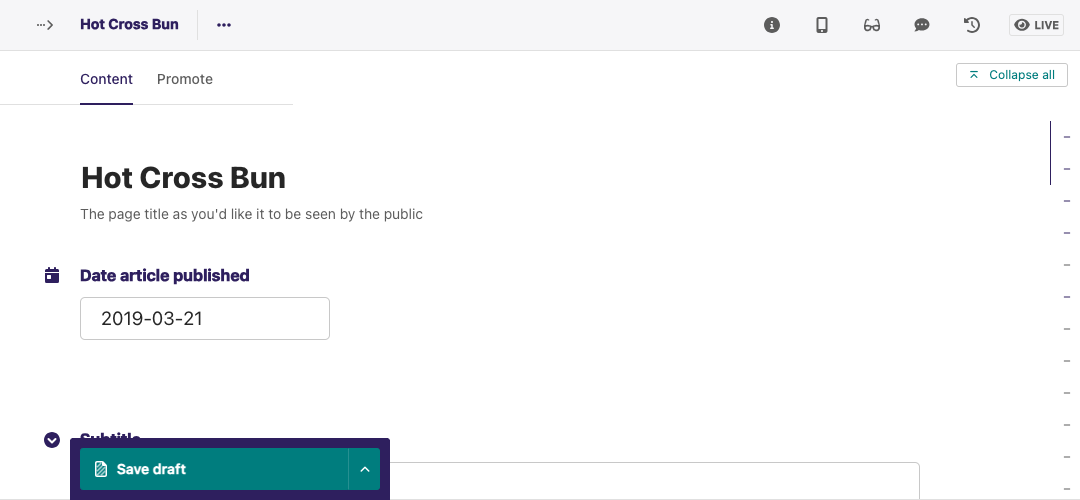 Hot Cross Bun
LIVE
Content Promote
Collapse all
Hot Cross Bun
The page title as you'd like it to be seen by the public
Date article published
2019-03-21
Subtitle
Save draft